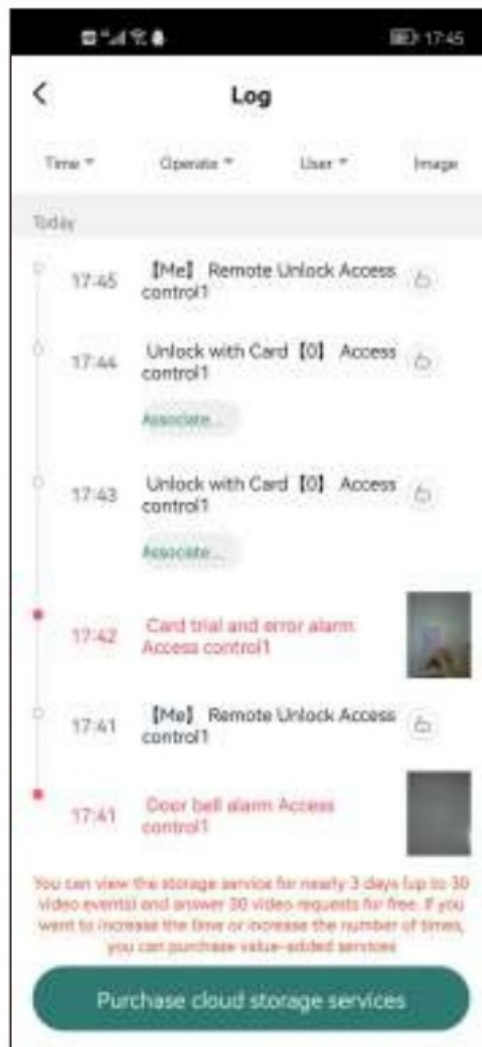 17:45
Log
Time
Operate
User
Image
Today
17:45
【Me】 Remote Unlock Access
control1
17:44
Unlock with Card【0】 Access
control1
Associate...
17:43
Unlock with Card【0】 Access
control1
Associate...
17:42
Card trial and error alarm
Access control1
17:41
【Me】 Remote Unlock Access
control1
17:41
Door bell alarm Access
control1
You can view the storage service for nearly 3 days (up to 30
video events) and answer 30 video requests for free. If you
want to increase the time or increase the number of times,
you can purchase value-added services
Purchase cloud storage services